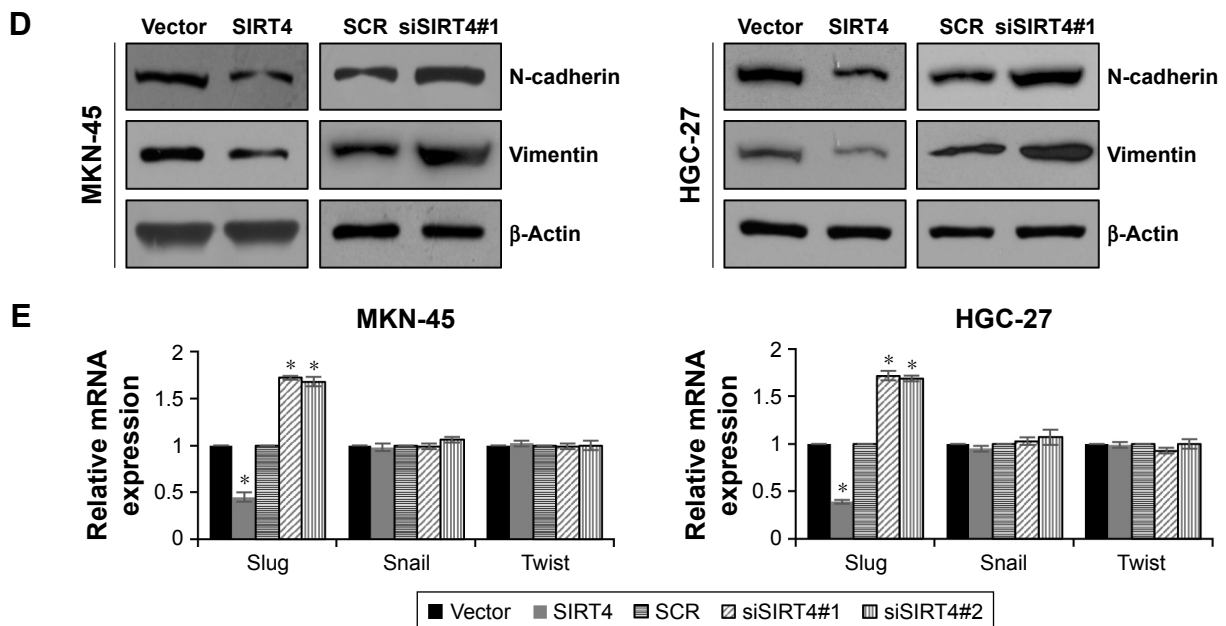 D
Vector SIRT4 SCR siSIRT4#1
MKN-45
N-cadherin
Vimentin
β-Actin
Vector SIRT4 SCR siSIRT4#1
HGC-27
N-cadherin
Vimentin
β-Actin
E
MKN-45
Relative mRNA
expression
2
1.5
1
0.5
0
* * *
Slug Snail Twist
HGC-27
Relative mRNA
expression
2
1.5
1
0.5
0
* * *
Slug Snail Twist
Vector SIRT4 SCR siSIRT4#1 siSIRT4#2